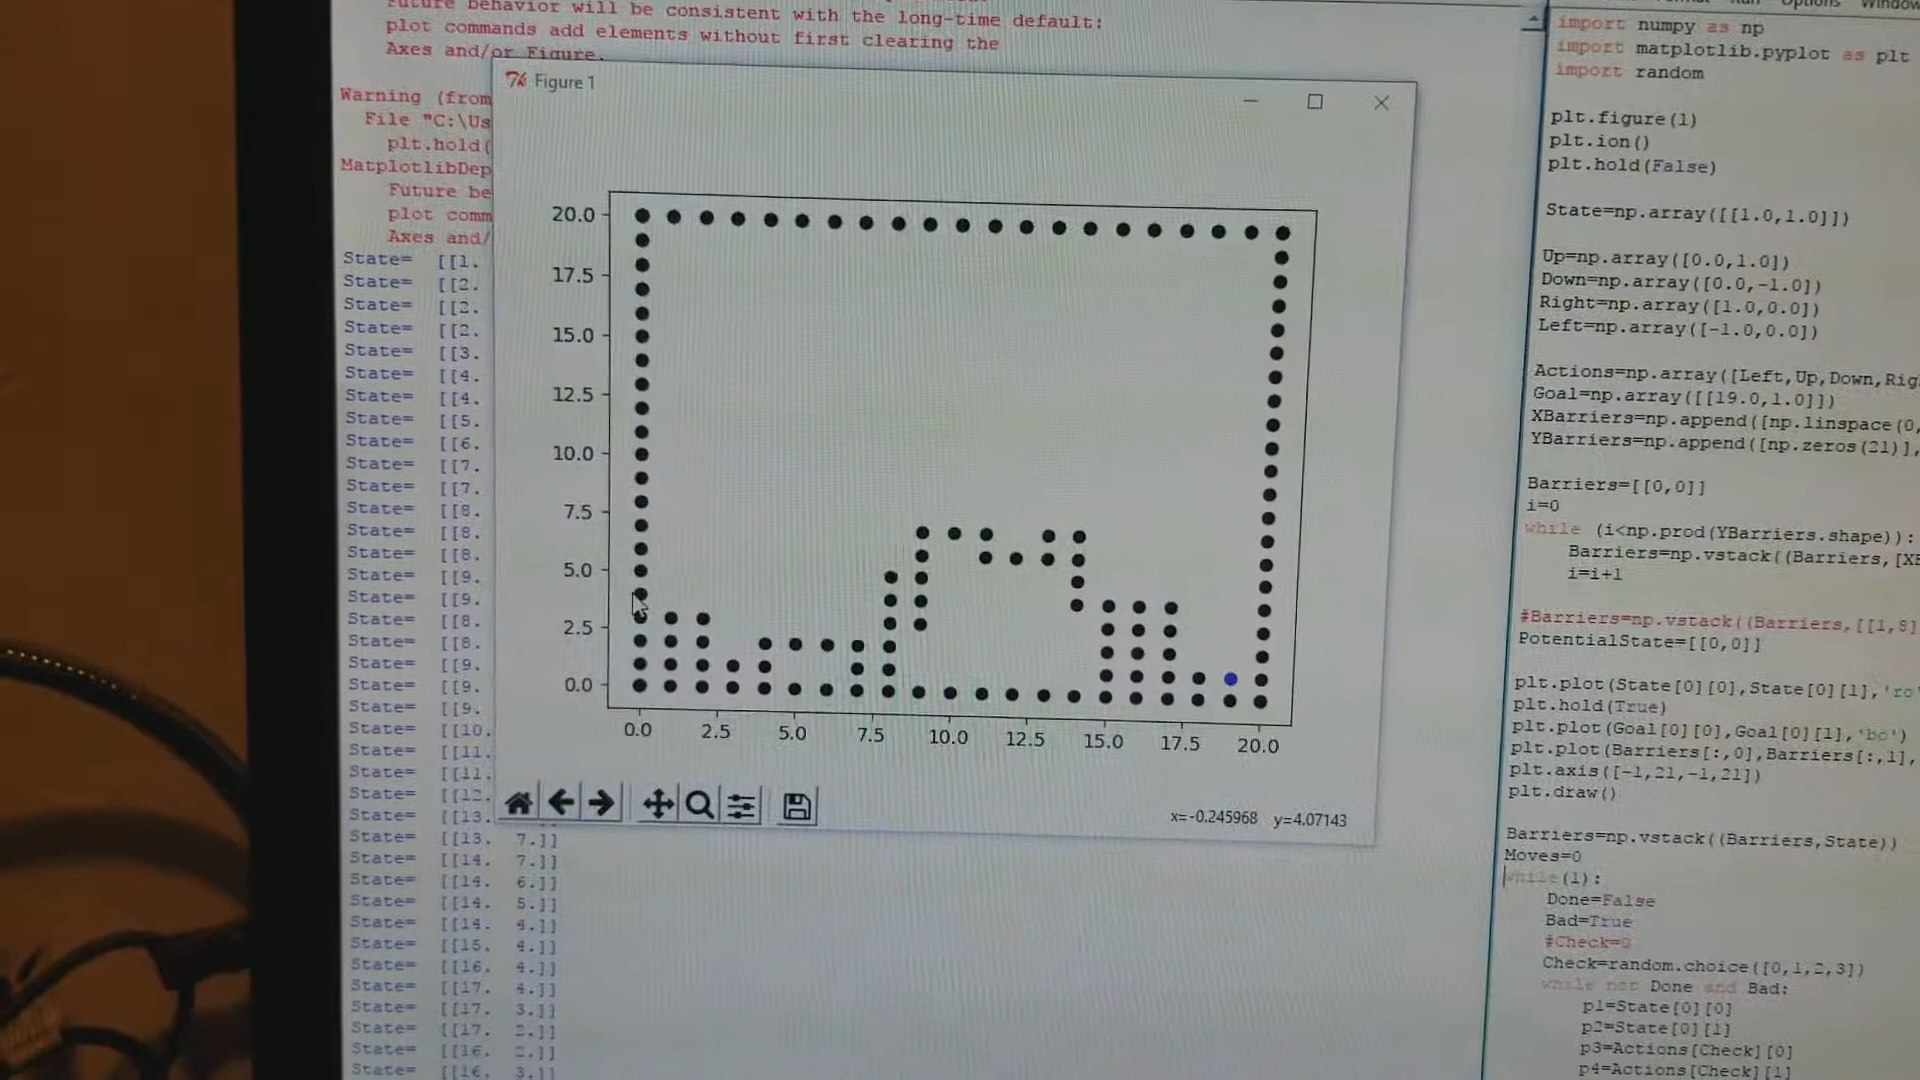 Future behavior will be consistent with the long-time default:
plot commands add elements without first clearing the
Axes and/or Figure.
Warning (from
File "C:\Us
plt.hold(
MatplotlibDep
Future be
plot comm
Axes and/
State= [[1.
State= [[2.
State= [[2.
State= [[2.
State= [[3.
State= [[4.
State= [[4.
State= [[5.
State= [[6.
State= [[7.
State= [[7.
State= [[8.
State= [[8.
State= [[8.
State= [[9.
State= [[9.
State= [[8.
State= [[8.
State= [[9.
State= [[9.
State= [[9.
State= [[10.
State= [[11.
State= [[11.
State= [[12.
State= [[13.
State= [[13. 7.]]
State= [[14. 7.]]
State= [[14. 6.]]
State= [[14. 5.]]
State= [[14. 4.]]
State= [[15. 4.]]
State= [[16. 4.]]
State= [[17. 4.]]
State= [[17. 3.]]
State= [[17. 2.]]
State= [[16. 2.]]
State= [[16. 3.]]
Figure 1
20.0
17.5
15.0
12.5
10.0
7.5
5.0
2.5
0.0
0.0 2.5 5.0 7.5 10.0 12.5 15.0 17.5 20.0
x=-0.245968 y=4.07143
Run Options Window
import numpy as np
import matplotlib.pyplot as plt
import random
plt.figure(1)
plt.ion()
plt.hold(False)
State=np.array([[1.0,1.0]])
Up=np.array([0.0,1.0])
Down=np.array([0.0,-1.0])
Right=np.array([1.0,0.0])
Left=np.array([-1.0,0.0])
Actions=np.array([Left,Up,Down,Rig
Goal=np.array([[19.0,1.0]])
XBarriers=np.append([np.linspace(0,
YBarriers=np.append([np.zeros(21)],
Barriers=[[0,0]]
i=0
while (i<np.prod(YBarriers.shape)):
Barriers=np.vstack((Barriers,[XB
i=i+1
#Barriers=np.vstack((Barriers,[[1,8]
PotentialState=[[0,0]]
plt.plot(State[0][0],State[0][1],'ro'
plt.hold(True)
plt.plot(Goal[0][0],Goal[0][1],'bo')
plt.plot(Barriers[:,0],Barriers[:,1],
plt.axis([-1,21,-1,21])
plt.draw()
Barriers=np.vstack((Barriers,State))
Moves=0
while(1):
Done=False
Bad=True
#Check=0
Check=random.choice([0,1,2,3])
while not Done and Bad:
p1=State[0][0]
p2=State[0][1]
p3=Actions[Check][0]
p4=Actions[Check][1]